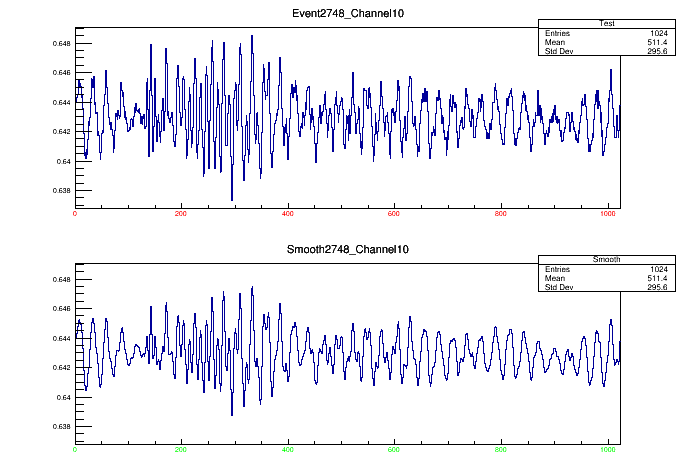 Event2748_Channel10
Test
Entries 1024
Mean 511.4
Std Dev 295.6
0.648
0.646
0.644
0.642
0.64
0.638
0 200 400 600 800 1000
Smooth2748_Channel10
Smooth
Entries 1024
Mean 511.4
Std Dev 295.6
0.648
0.646
0.644
0.642
0.64
0.638
0 200 400 600 800 1000